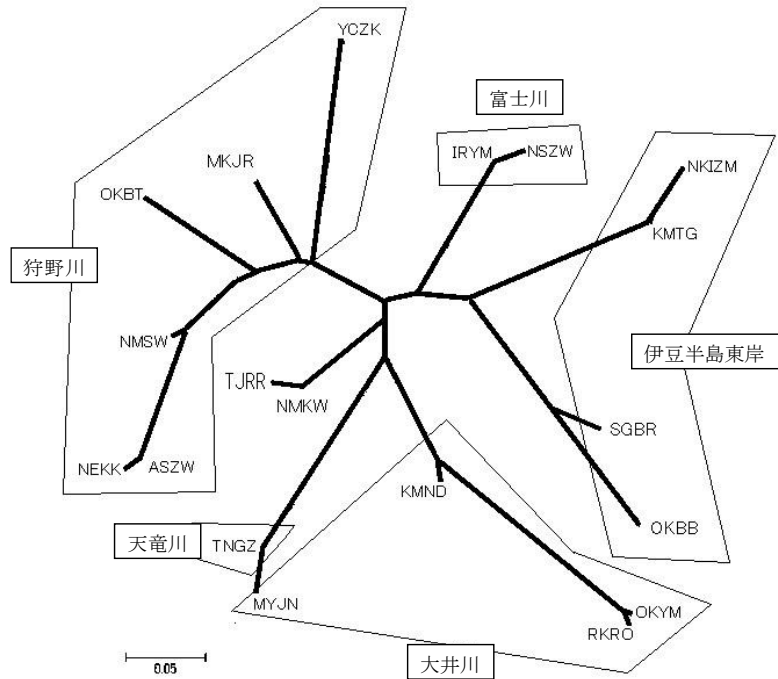 YCZK
富士川
IRYM
NSZW
MKJR
NKIZM
OKBT
KMTG
狩野川
NMSW
伊豆半島東岸
TJRR
NMKW
SGBR
NEKK
ASZW
KMND
OKBB
天竜川
TNGZ
MYJN
OKYM
RKRO
大井川
0.05